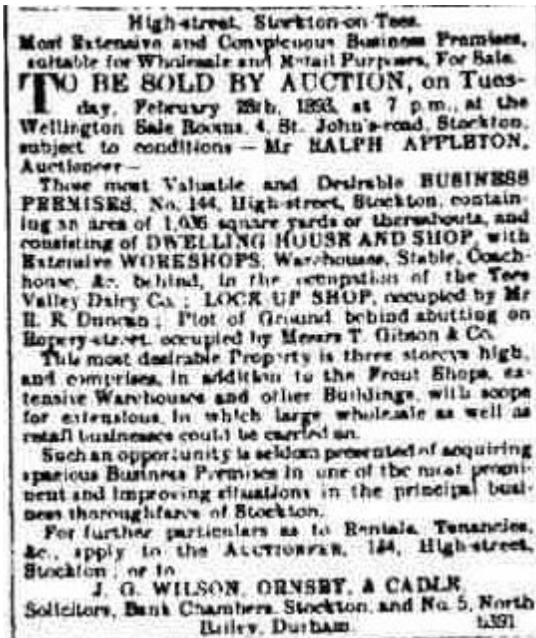 High-street, Stockton-on Tees.
Most Extensive and Conspicuous Business Premises,
suitable for Wholesale and Retail Purposes, For Sale.
TO BE SOLD BY AUCTION, on Tues-
day, February 28th, 1893, at 7 p.m., at the
Wellington Sale Rooms, 4, St. John's-road, Stockton,
subject to conditions — Mr RALPH APPLETON,
Auctioneer —
Those most Valuable and Desirable BUSINESS
PREMISES, No. 144, High-street, Stockton, contain-
ing an area of 1,036 square yards or thereabouts, and
consisting of DWELLING HOUSE AND SHOP, with
Extensive WORKSHOPS, Warehouse, Stable, Coach-
house, &c. behind, in the occupation of the Tees
Valley Dairy Co.; LOCK UP SHOP, occupied by Mr
R. Duncan; Plot of Ground behind abutting on
Ropery-street, occupied by Messrs T. Gibson & Co.
This most desirable Property is three storeys high,
and comprises, in addition to the Front Shops, ex-
tensive Warehouses and other Buildings, with scope
for extensions, in which large wholesale as well as
retail businesses could be carried on.
Such an opportunity is seldom presented of acquiring
spacious Business Premises in one of the most promi-
nent and improving situations in the principal busi-
ness thoroughfare of Stockton.
For further particulars as to Rentals, Tenancies,
&c., apply to the AUCTIONEER, High-street,
Stockton; or to
J. G. WILSON, ORNSBY, & CADLE,
Solicitors, Bank Chambers, Stockton, and No. 5, North
Bailey, Durham. b391